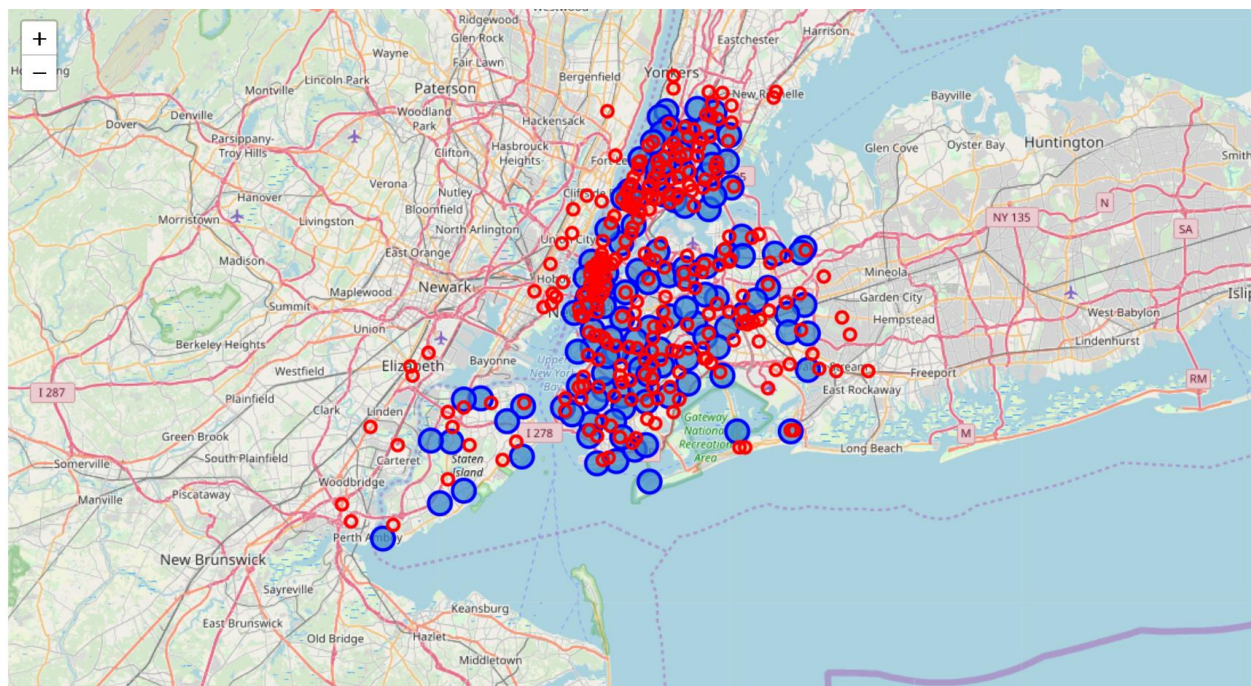 +
−
Ridgewood
Glen Rock
Fair Lawn
Wayne
Lincoln Park
Paterson
Bergenfield
Yonkers
Eastchester
Harrison
Bayville
Denville
Montville
Dover
Parsippany-
Troy Hills
Woodland
Park
Hackensack
Clifton
Hasbrouck
Heights
Glen Cove
Oyster Bay
Huntington
Verona
Nutley
Hanover
Bloomfield
Morristown
Livingston
North Arlington
NY 135
N
SA
Madison
East Orange
Maplewood
Newark
Summit
Union
Mineola
Garden City
Hempstead
West Babylon
Lindenhurst
Berkeley Heights
Westfield
Elizabeth
Bayonne
Freeport
East Rockaway
RM
I 287
Plainfield
Clark
Linden
Gateway
National
Recreation
Area
Long Beach
M
Green Brook
South Plainfield
Carteret
I 278
Staten
Island
Somerville
Manville
Piscataway
Woodbridge
Perth Amboy
New Brunswick
Sayreville
Keansburg
East Brunswick
Old Bridge
Hazlet
Middletown